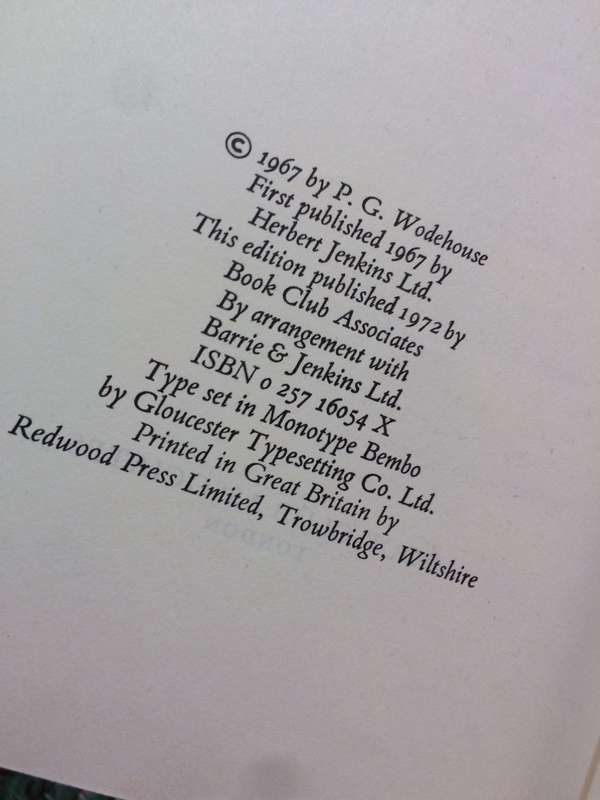 © 1967 by P. G. Wodehouse
First published 1967 by
Herbert Jenkins Ltd.
This edition published 1972 by
Book Club Associates
By arrangement with
Barrie & Jenkins Ltd.
ISBN 0 257 16054 X
Type set in Monotype Bembo
by Gloucester Typesetting Co. Ltd.
Printed in Great Britain by
Redwood Press Limited, Trowbridge, Wiltshire
LONDON